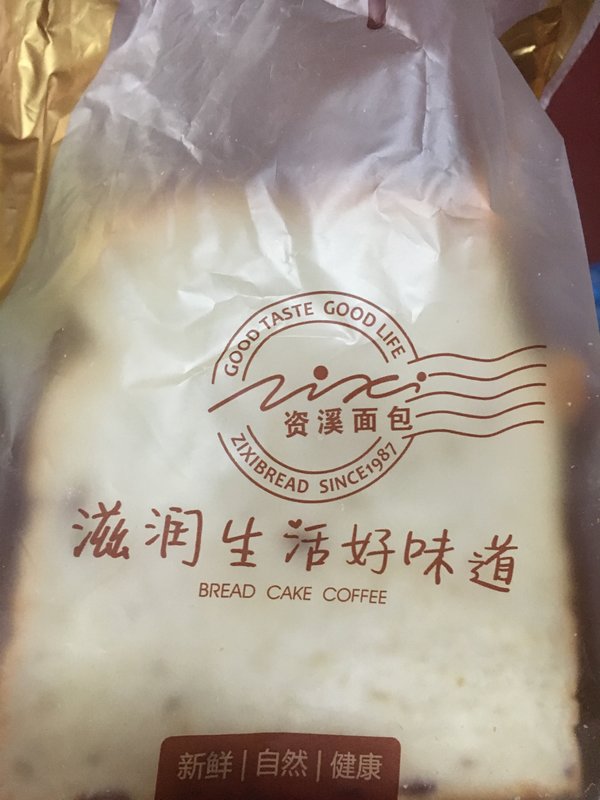 GOOD TASTE GOOD LIFE
zixi
资溪面包
ZIXIBREAD SINCE1987
滋润生活好味道
BREAD CAKE COFFEE
新鲜|自然|健康